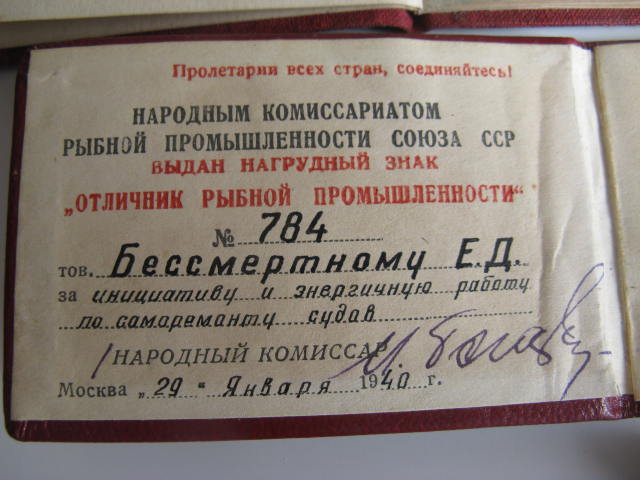 Пролетарии всех стран, соединяйтесь!
НАРОДНЫМ КОМИССАРИАТОМ
РЫБНОЙ ПРОМЫШЛЕННОСТИ СОЮЗА ССР
ВЫДАН НАГРУДНЫЙ ЗНАК
„ОТЛИЧНИК РЫБНОЙ ПРОМЫШЛЕННОСТИ“
№ 784
тов. Бессмертному Е.Д.
за инициативу и энергичную работу
по самореманту судов
НАРОДНЫЙ КОМИССАР
Москва „29" Января 1940 г.